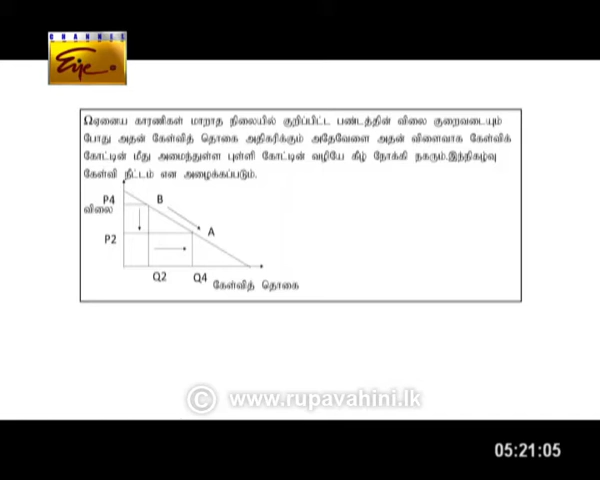 CHANNEL
Eye
Ωஏனைய காரணிகள் மாறாத நிலையில் குறிப்பிட்ட பண்டத்தின் விலை குறைவடையும்
போது அதன் கேள்வித் தொகை அதிகரிக்கும் அதேவேளை அதன் விளைவாக கேள்விக்
கோட்டின் மீது அமைந்துள்ள புள்ளி கோட்டின் வழியே கீழ் நோக்கி நகரும்.இந்நிகழ்வு
கேள்வி நீட்டம் என அழைக்கப்படும்.
P4 B
விலை
A
P2
Q2 Q4
கேள்வித் தொகை
© www.rupavahini.lk
05:21:05